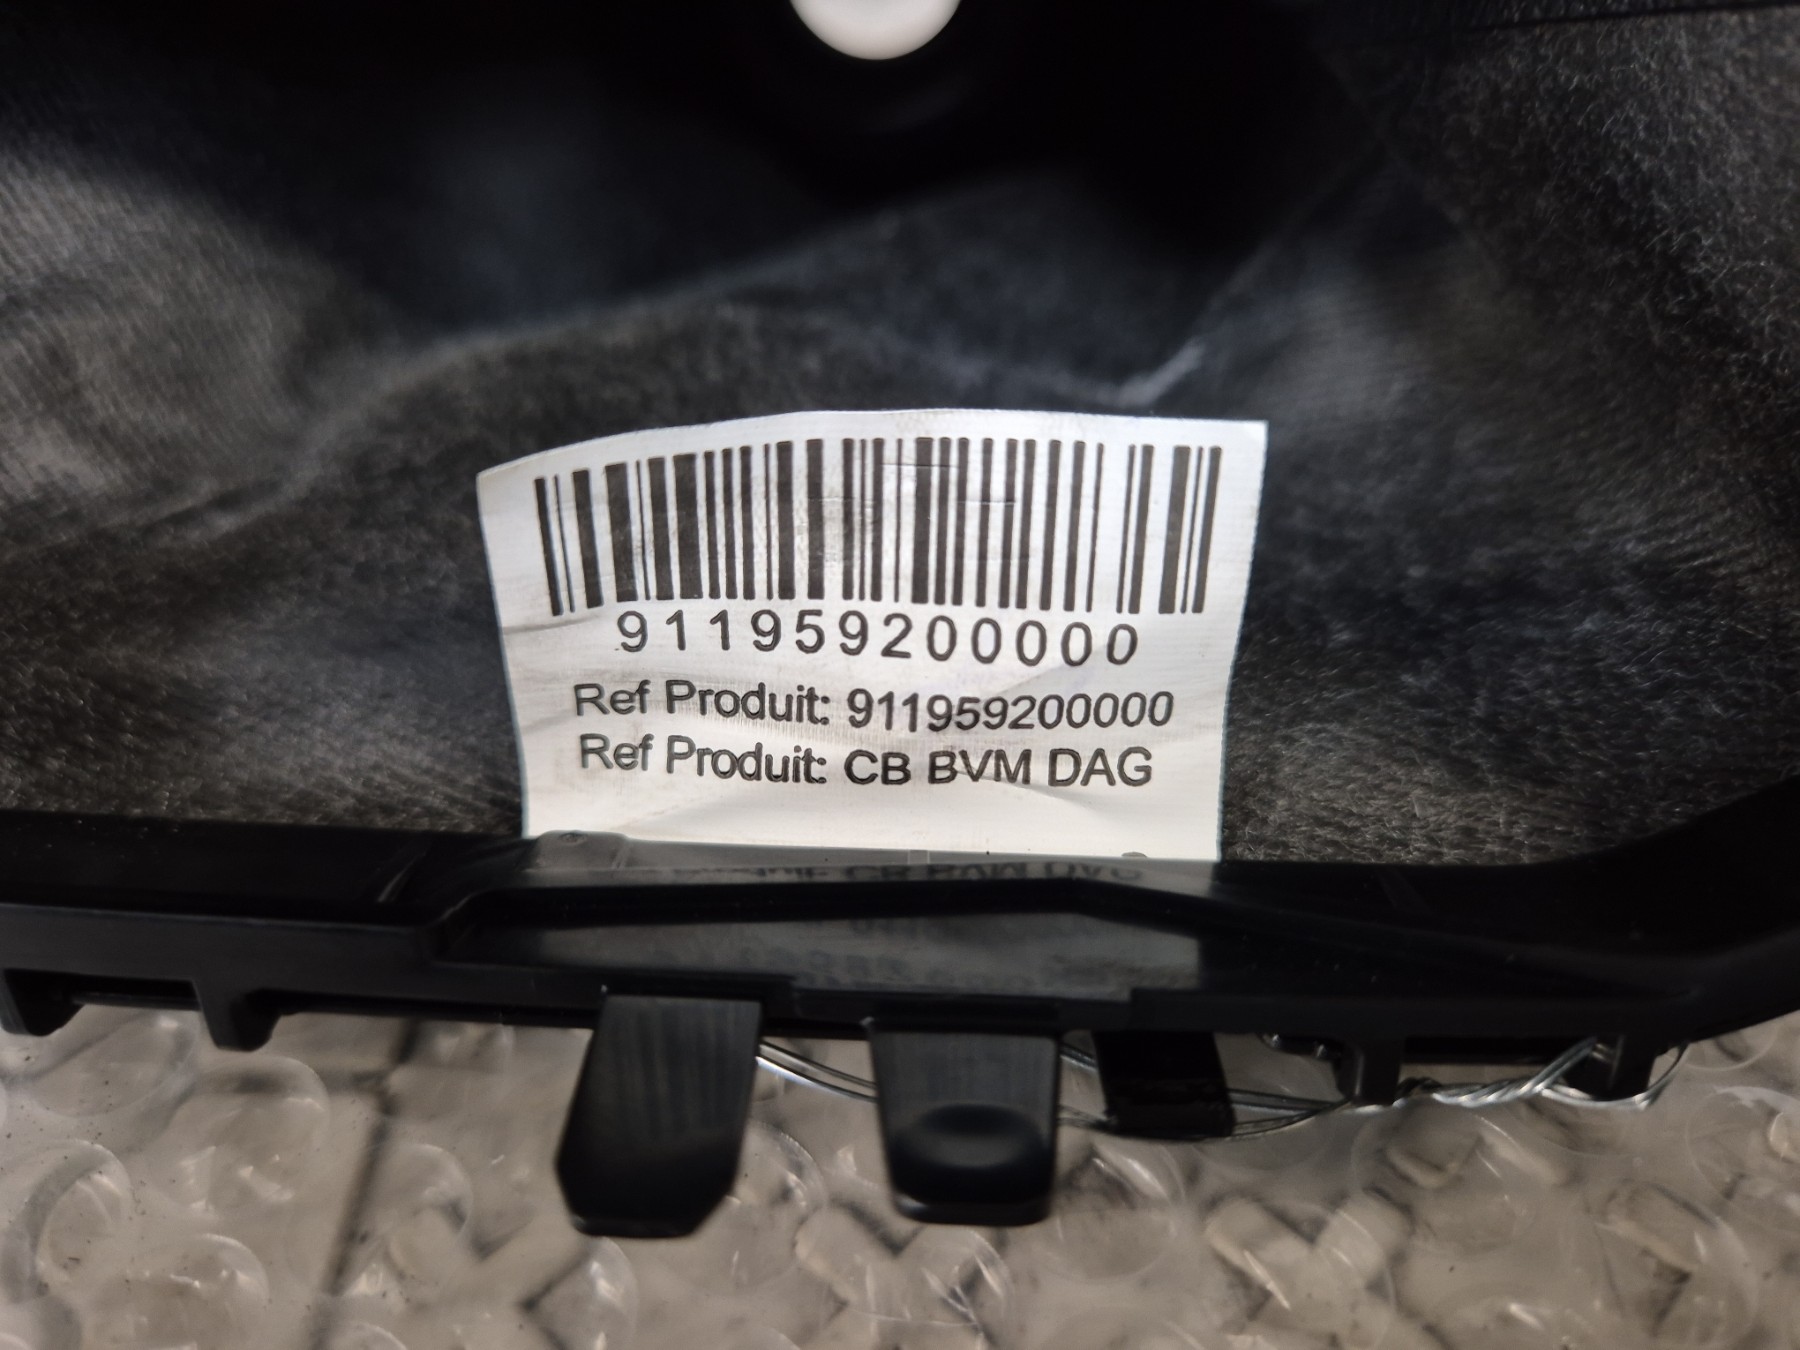 911959200000
Ref Produit: 911959200000
Ref Produit: CB BVM DAG